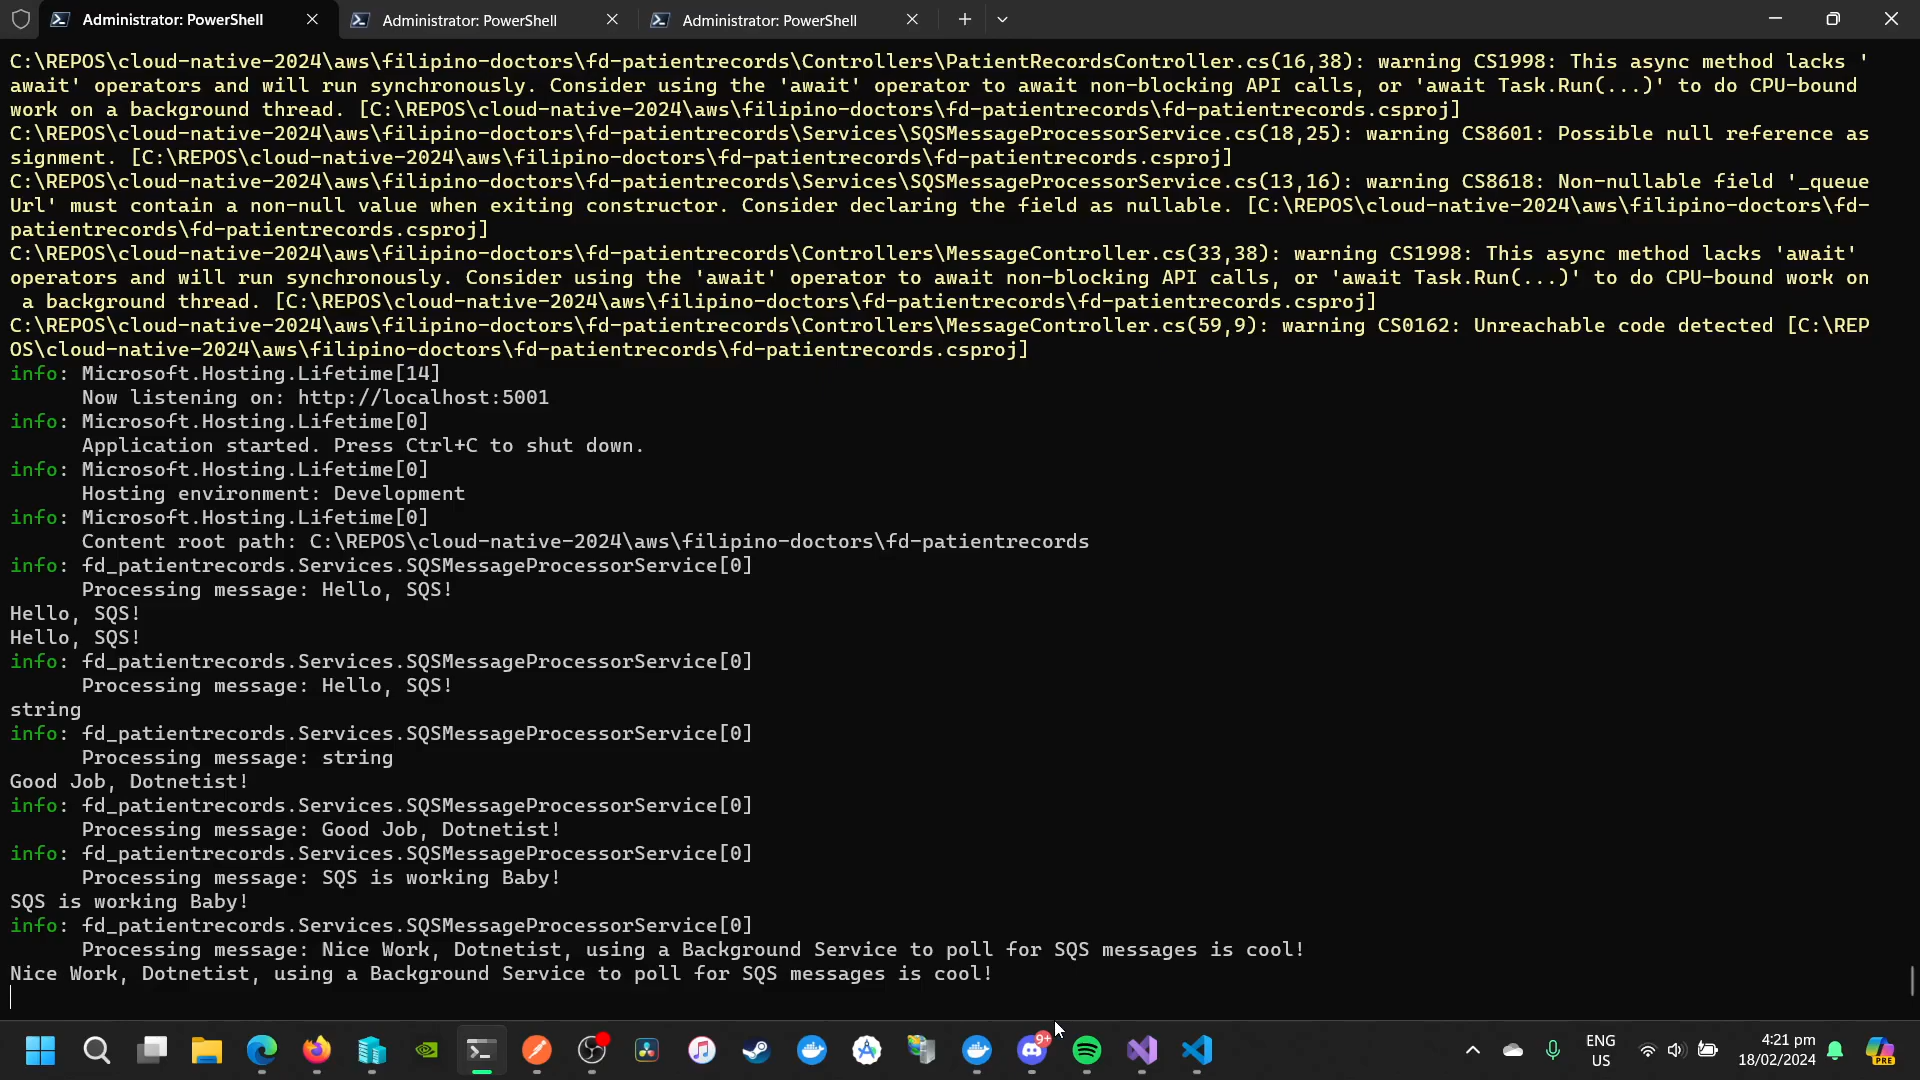 Administrator: PowerShell
Administrator: PowerShell
Administrator: PowerShell
C:\REPOS\cloud-native-2024\aws\filipino-doctors\fd-patientrecords\Controllers\PatientRecordsController.cs(16,38): warning CS1998: This async method lacks '
await' operators and will run synchronously. Consider using the 'await' operator to await non-blocking API calls, or 'await Task.Run(...)' to do CPU-bound
work on a background thread. [C:\REPOS\cloud-native-2024\aws\filipino-doctors\fd-patientrecords\fd-patientrecords.csproj]
C:\REPOS\cloud-native-2024\aws\filipino-doctors\fd-patientrecords\Services\SQSMessageProcessorService.cs(18,25): warning CS8601: Possible null reference as
signment. [C:\REPOS\cloud-native-2024\aws\filipino-doctors\fd-patientrecords\fd-patientrecords.csproj]
C:\REPOS\cloud-native-2024\aws\filipino-doctors\fd-patientrecords\Services\SQSMessageProcessorService.cs(13,16): warning CS8618: Non-nullable field '_queue
Url' must contain a non-null value when exiting constructor. Consider declaring the field as nullable. [C:\REPOS\cloud-native-2024\aws\filipino-doctors\fd-
patientrecords\fd-patientrecords.csproj]
C:\REPOS\cloud-native-2024\aws\filipino-doctors\fd-patientrecords\Controllers\MessageController.cs(33,38): warning CS1998: This async method lacks 'await'
operators and will run synchronously. Consider using the 'await' operator to await non-blocking API calls, or 'await Task.Run(...)' to do CPU-bound work on
 a background thread. [C:\REPOS\cloud-native-2024\aws\filipino-doctors\fd-patientrecords\fd-patientrecords.csproj]
C:\REPOS\cloud-native-2024\aws\filipino-doctors\fd-patientrecords\Controllers\MessageController.cs(59,9): warning CS0162: Unreachable code detected [C:\REP
OS\cloud-native-2024\aws\filipino-doctors\fd-patientrecords\fd-patientrecords.csproj]
info: Microsoft.Hosting.Lifetime[14]
      Now listening on: http://localhost:5001
info: Microsoft.Hosting.Lifetime[0]
      Application started. Press Ctrl+C to shut down.
info: Microsoft.Hosting.Lifetime[0]
      Hosting environment: Development
info: Microsoft.Hosting.Lifetime[0]
      Content root path: C:\REPOS\cloud-native-2024\aws\filipino-doctors\fd-patientrecords
info: fd_patientrecords.Services.SQSMessageProcessorService[0]
      Processing message: Hello, SQS!
Hello, SQS!
Hello, SQS!
info: fd_patientrecords.Services.SQSMessageProcessorService[0]
      Processing message: Hello, SQS!
string
info: fd_patientrecords.Services.SQSMessageProcessorService[0]
      Processing message: string
Good Job, Dotnetist!
info: fd_patientrecords.Services.SQSMessageProcessorService[0]
      Processing message: Good Job, Dotnetist!
info: fd_patientrecords.Services.SQSMessageProcessorService[0]
      Processing message: SQS is working Baby!
SQS is working Baby!
info: fd_patientrecords.Services.SQSMessageProcessorService[0]
      Processing message: Nice Work, Dotnetist, using a Background Service to poll for SQS messages is cool!
Nice Work, Dotnetist, using a Background Service to poll for SQS messages is cool!
9+
ENG
US
4:21 pm
18/02/2024
PRE